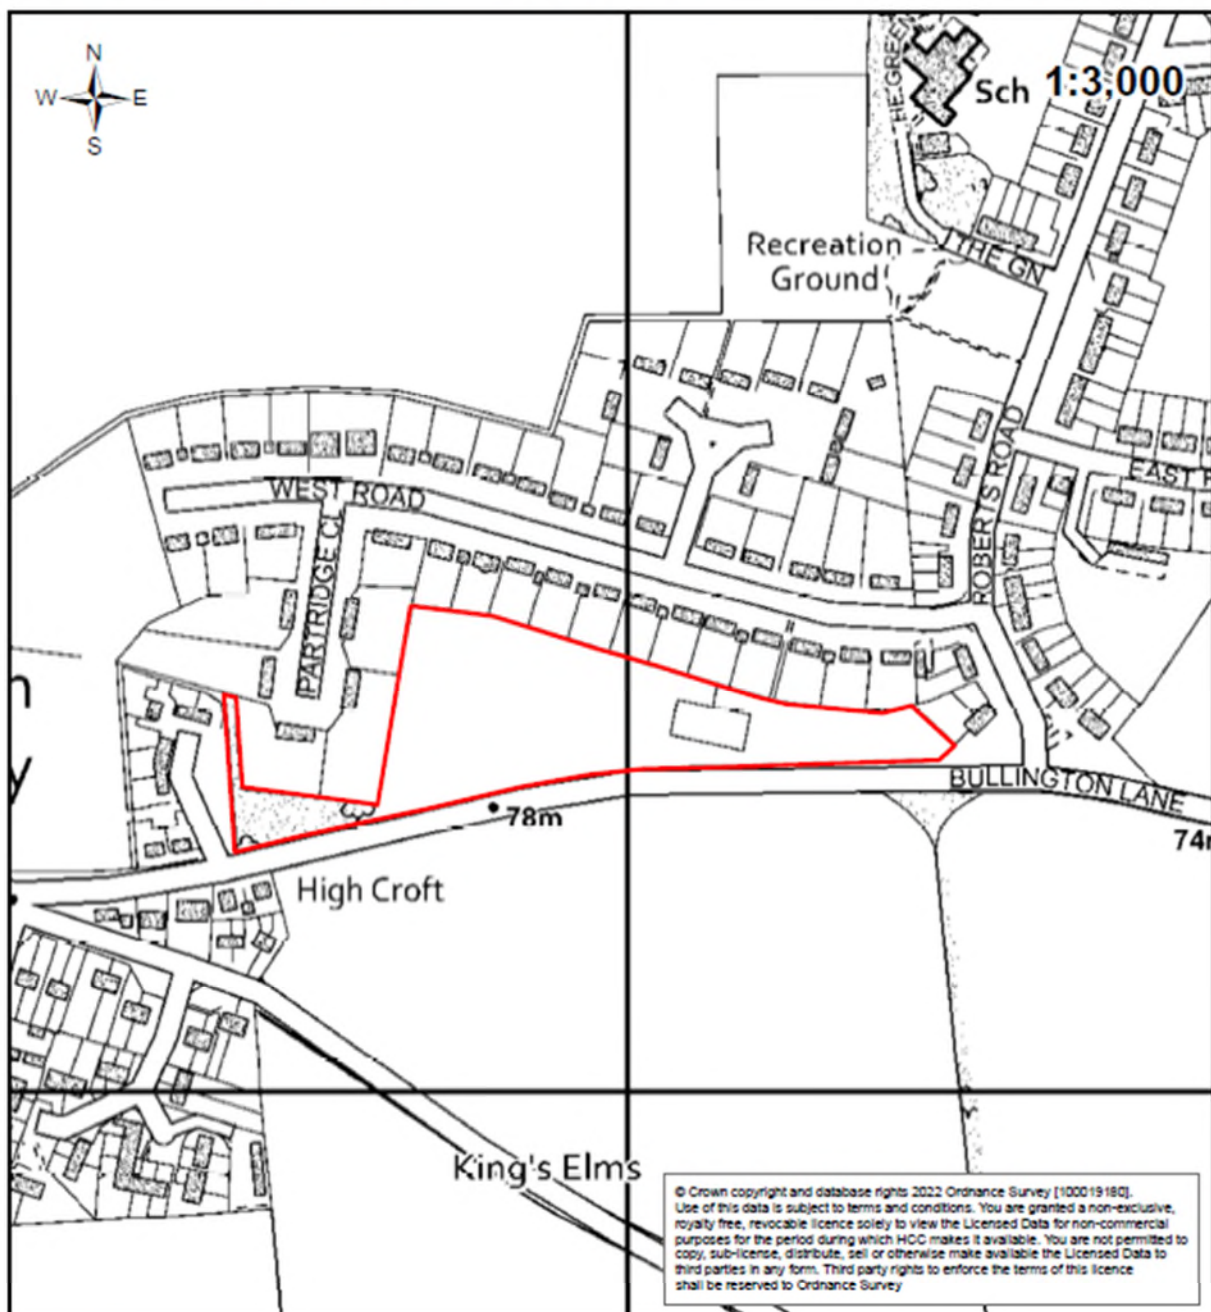 N
W E
S
HE GREE
Sch 1:3,000
Recreation
Ground
THE GN
ROBERTS ROAD
WEST ROAD
EAST R
PARTRIDGE CL
n
y
BULLINGTON LANE
78m
74m
High Croft
King's Elms
© Crown copyright and database rights 2022 Ordnance Survey [100019180].
Use of this data is subject to terms and conditions. You are granted a non-exclusive,
royalty free, revocable licence solely to view the Licensed Data for non-commercial
purposes for the period during which HCC makes it available. You are not permitted to
copy, sub-license, distribute, sell or otherwise make available the Licensed Data to
third parties in any form. Third party rights to enforce the terms of this licence
shall be reserved to Ordnance Survey